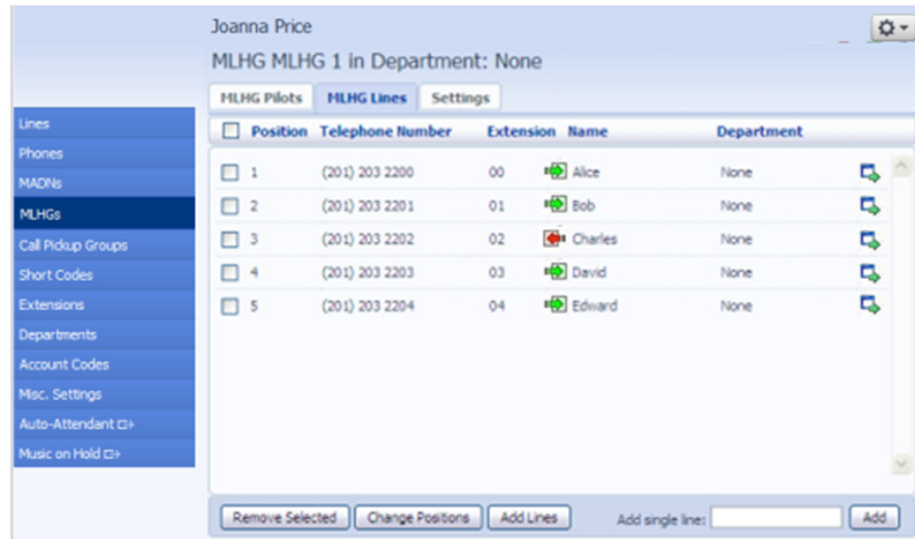 Joanna Price
MLHG MLHG 1 in Department: None
MLHG Pilots MLHG Lines Settings
Lines
Phones
MADNs
MLHGs
Call Pickup Groups
Short Codes
Extensions
Departments
Account Codes
Misc. Settings
Auto-Attendant
Music on Hold
Position Telephone Number Extension Name Department
1 (201) 203 2200 00 Alice None
2 (201) 203 2201 01 Bob None
3 (201) 203 2202 02 Charles None
4 (201) 203 2203 03 David None
5 (201) 203 2204 04 Edward None
Remove Selected Change Positions Add Lines Add single line: Add